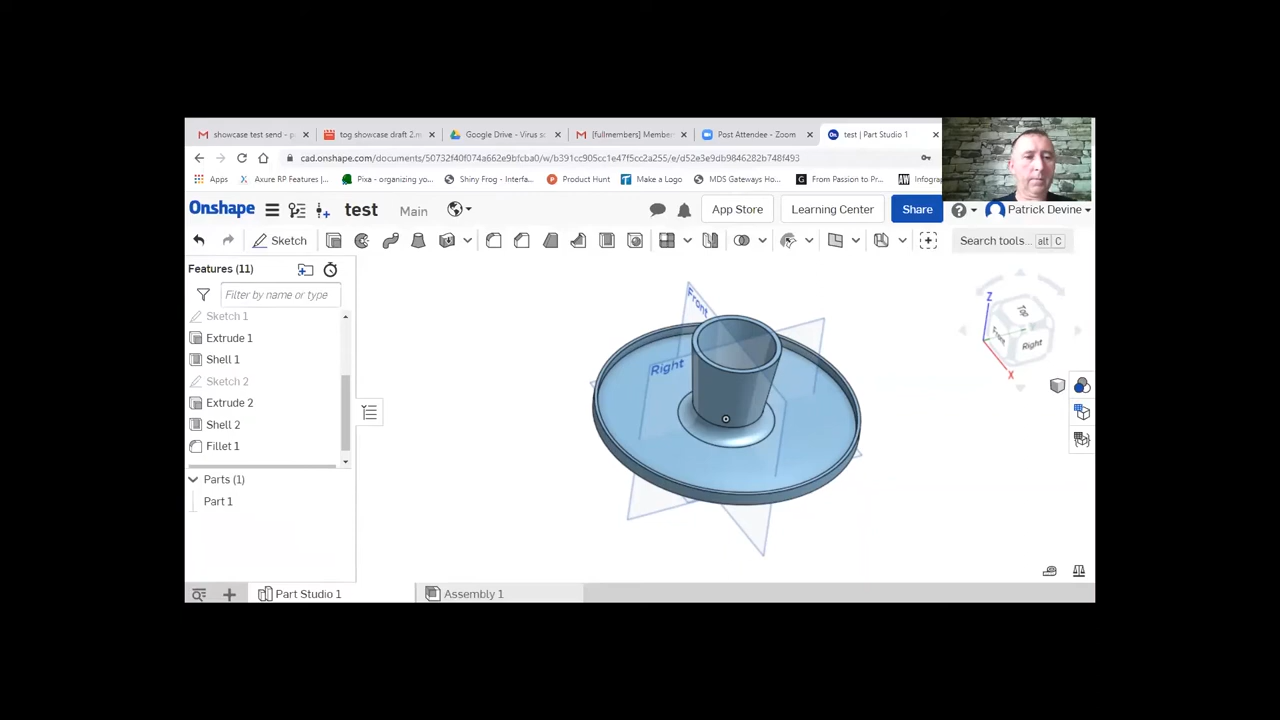 showcase test send - p
tog showcase draft 2.m
Google Drive - Virus sc
[fullmembers] Membe
Post Attendee - Zoom
test | Part Studio 1
cad.onshape.com/documents/50732f40f074a662e9bfcba0/w/b391cc905cc1e47f5cc2a255/e/d52e3e9db9846282b748f493
Apps
Axure RP Features |...
Pixa - organizing yo...
Shiny Frog - Interfa...
Product Hunt
Make a Logo
MDS Gateways Ho...
From Passion to Pr...
Infograp
Onshape
test
Main
App Store
Learning Center
Share
Patrick Devine
Sketch
Search tools...
alt
C
Features (11)
Filter by name or type
Sketch 1
Extrude 1
Shell 1
Sketch 2
Extrude 2
Shell 2
Fillet 1
Parts (1)
Part 1
Front
Right
Z
Top
Front
Right
X
Part Studio 1
Assembly 1